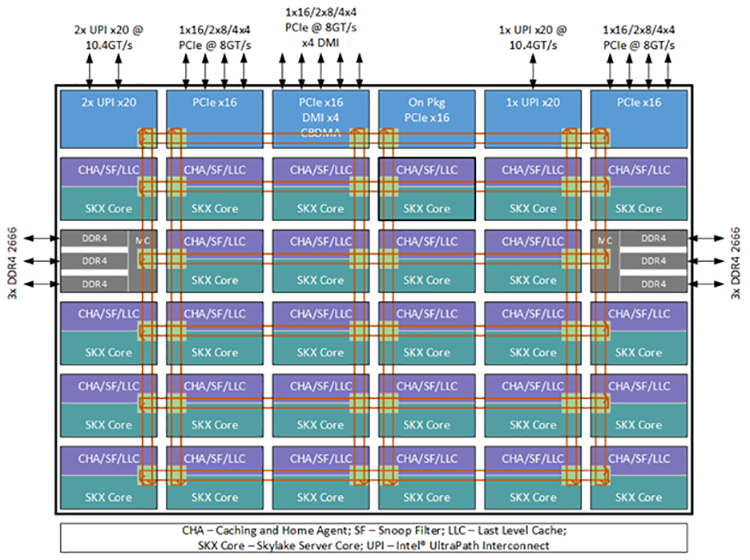 2x UPI x20 @
10.4GT/s
1x16/2x8/4x4
PCIe @ 8GT/s
1x16/2x8/4x4
PCIe @ 8GT/s
x4 DMI
1x UPI x20 @
10.4GT/s
1x16/2x8/4x4
PCIe @ 8GT/s
2x UPI x20
PCIe x16
PCIe x16
DMI x4
CBDMA
On Pkg
PCIe x16
1x UPI x20
PCIe x16
CHA/SF/LLC CHA/SF/LLC CHA/SF/LLC CHA/SF/LLC CHA/SF/LLC CHA/SF/LLC
SKX Core SKX Core SKX Core SKX Core SKX Core SKX Core
3x DDR4 2666
DDR4
DDR4
DDR4
MC
CHA/SF/LLC CHA/SF/LLC CHA/SF/LLC CHA/SF/LLC
SKX Core SKX Core SKX Core SKX Core
MC
DDR4
DDR4
DDR4
3x DDR4 2666
CHA/SF/LLC CHA/SF/LLC CHA/SF/LLC CHA/SF/LLC CHA/SF/LLC CHA/SF/LLC
SKX Core SKX Core SKX Core SKX Core SKX Core SKX Core
CHA/SF/LLC CHA/SF/LLC CHA/SF/LLC CHA/SF/LLC CHA/SF/LLC CHA/SF/LLC
SKX Core SKX Core SKX Core SKX Core SKX Core SKX Core
CHA/SF/LLC CHA/SF/LLC CHA/SF/LLC CHA/SF/LLC CHA/SF/LLC CHA/SF/LLC
SKX Core SKX Core SKX Core SKX Core SKX Core SKX Core
CHA – Caching and Home Agent; SF – Snoop Filter; LLC – Last Level Cache;
SKX Core – Skylake Server Core; UPI – Intel® UltraPath Interconnect